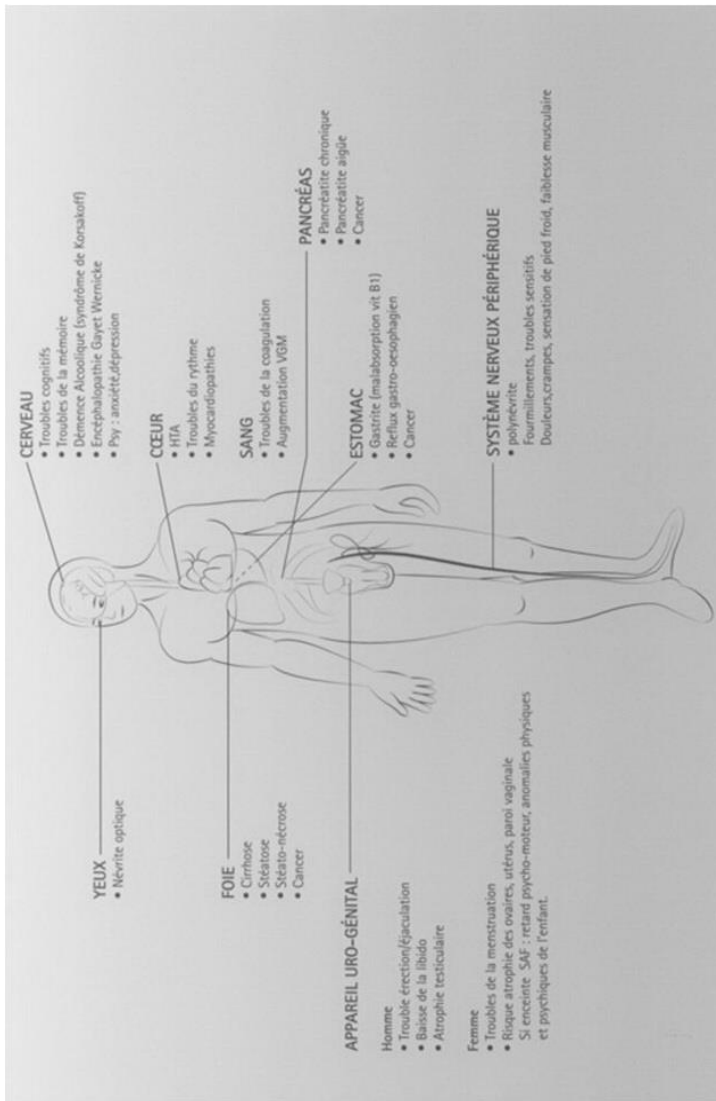 CERVEAU
• Troubles cognitifs
• Troubles de la mémoire
• Démence Alcoolique (syndrôme de Korsakoff)
• Encéphalopathie Gayet Wernicke
• Psy : anxiété,dépression
CŒUR
• HTA
• Troubles du rythme
• Myocardiopathies
SANG
• Troubles de la coagulation
• Augmentation VGM
PANCRÉAS
• Pancréatite chronique
• Pancréatite aigüe
• Cancer
ESTOMAC
• Gastrite (malabsorption vit B1)
• Reflux gastro-oesophagien
• Cancer
SYSTÈME NERVEUX PÉRIPHÉRIQUE
• polynévrite
Fourmillements, troubles sensitifs
Douleurs,crampes, sensation de pied froid, faiblesse musculaire
YEUX
• Névrite optique
FOIE
• Cirrhose
• Stéatose
• Stéato-nécrose
• Cancer
APPAREIL URO-GÉNITAL
Homme
• Trouble érection/éjaculation
• Baisse de la libido
• Atrophie testiculaire
Femme
• Troubles de la menstruation
• Risque atrophie des ovaires, utérus, paroi vaginale
Si enceinte SAF : retard psycho-moteur, anomalies physiques
et psychiques de l'enfant.